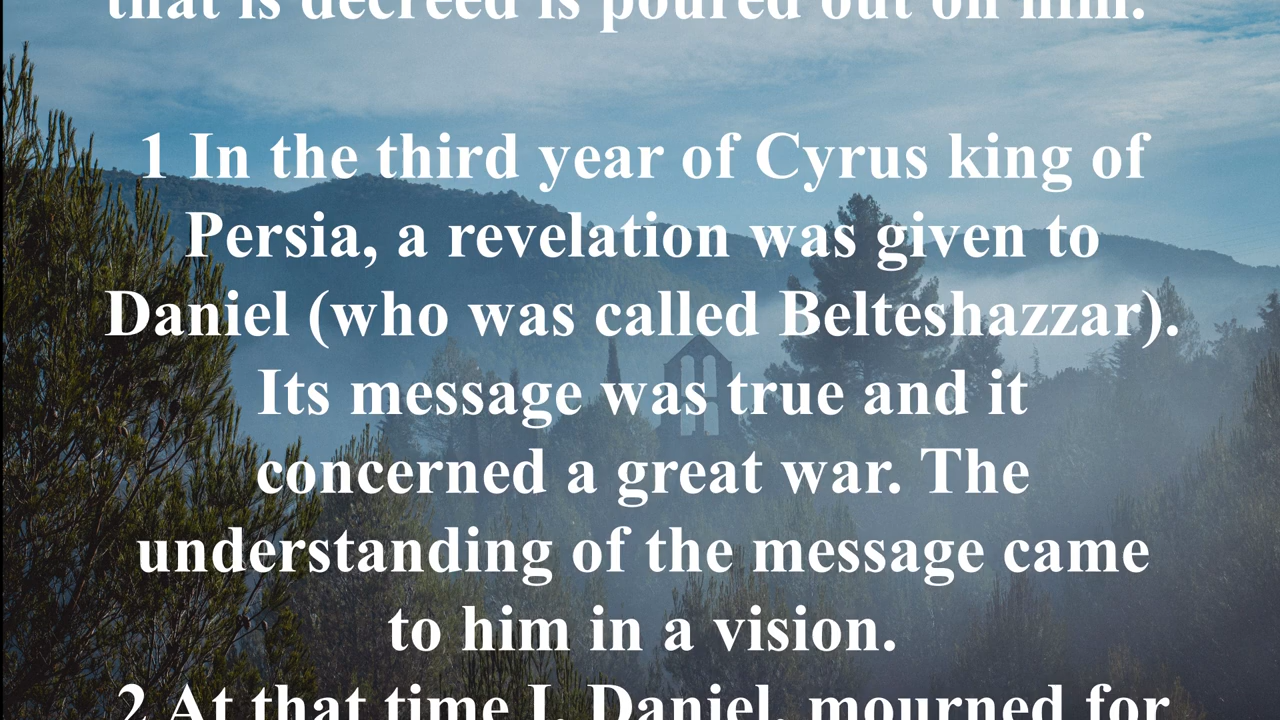 that is decreed is poured out on him.
1 In the third year of Cyrus king of
Persia, a revelation was given to
Daniel (who was called Belteshazzar).
Its message was true and it
concerned a great war. The
understanding of the message came
to him in a vision.
2 At that time I, Daniel, mourned for